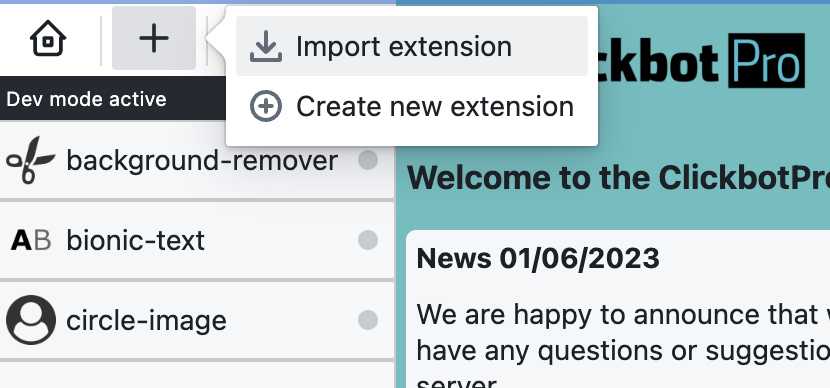 Import extension
Create new extension
Dev mode active
background-remover
AB bionic-text
circle-image
ckbot Pro
Welcome to the ClickbotPro
News 01/06/2023
We are happy to announce that
have any questions or suggestio
server